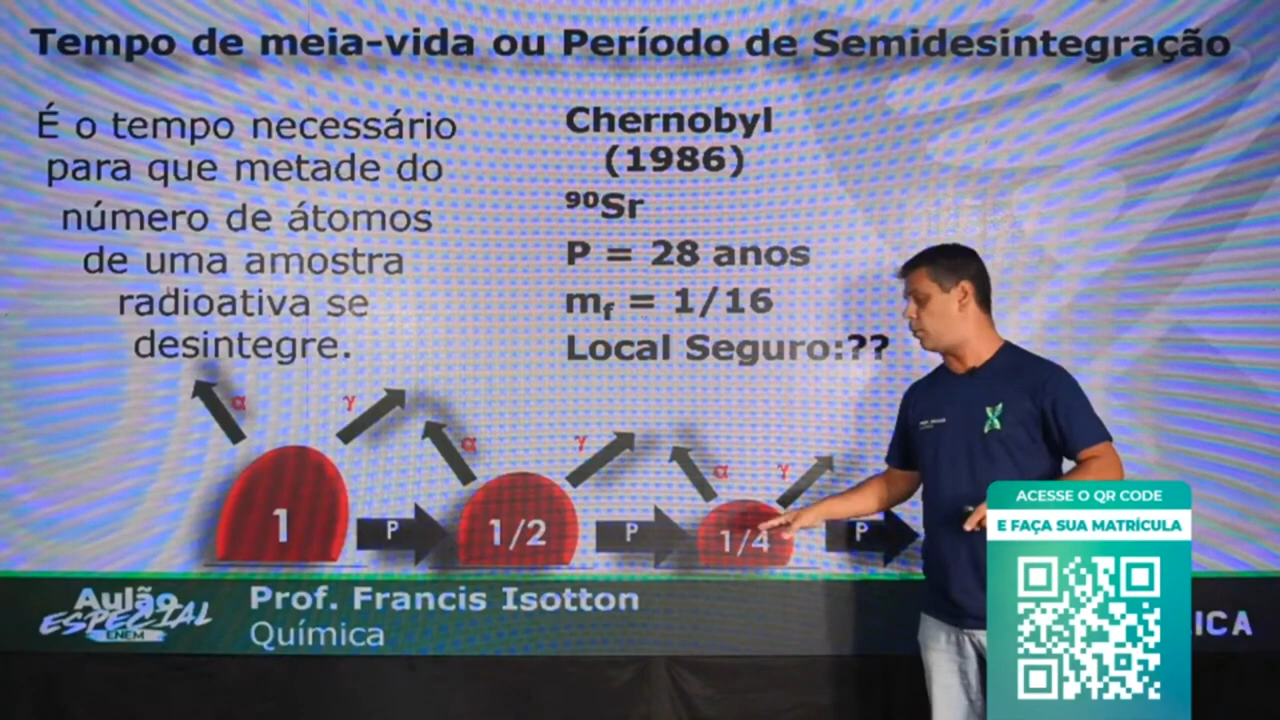 Tempo de meia-vida ou Período de Semidesintegração
É o tempo necessário
para que metade do
número de átomos
de uma amostra
radioativa se
desintegre.
Chernobyl
(1986)
⁹⁰Sr
P = 28 anos
mf = 1/16
Local Seguro:??
α
γ
α
γ
α
γ
1
P
1/2
P
1/4
P
Aulão
ESPECIAL
ENEM
Prof. Francis Isotton
Química
ICA
ACESSE O QR CODE
E FAÇA SUA MATRÍCULA